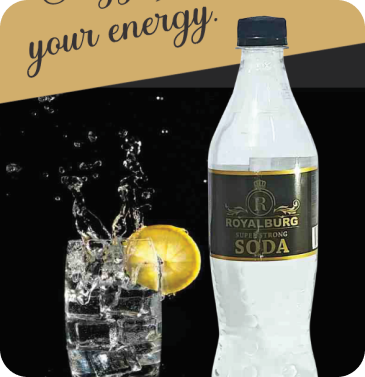 your energy.
R
ROYALBURG
SUPER STRONG
SODA